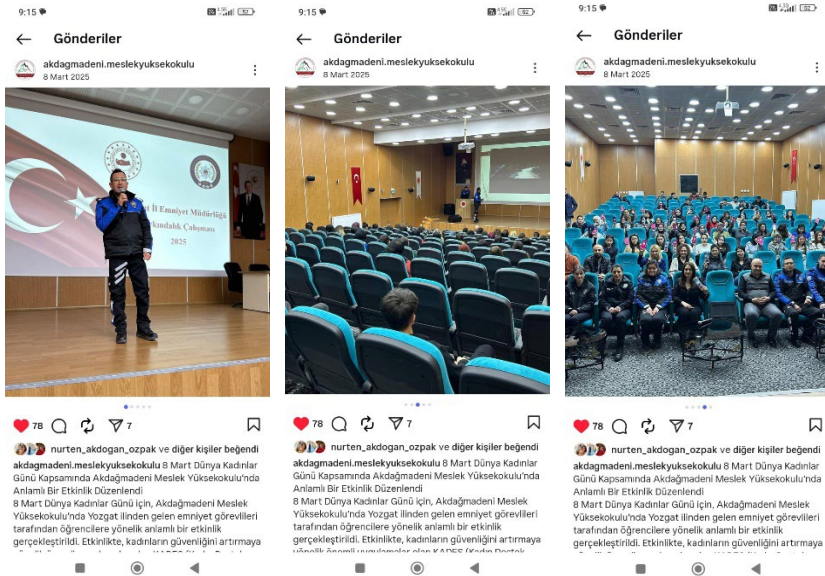 9:15
52
Gönderiler
akdagmadeni.meslekyuksekokulu
8 Mart 2025
t İl Emniyet Müdürlüğü
rkındalık Çalışması
2025
78
7
nurten_akdogan_ozpak ve diğer kişiler beğendi
akdagmadeni.meslekyuksekokulu 8 Mart Dünya Kadınlar
Günü Kapsamında Akdağmadeni Meslek Yüksekokulu'nda
Anlamlı Bir Etkinlik Düzenlendi
8 Mart Dünya Kadınlar Günü için, Akdağmadeni Meslek
Yüksekokulu'nda Yozgat ilinden gelen emniyet görevlileri
tarafından öğrencilere yönelik anlamlı bir etkinlik
gerçekleştirildi. Etkinlikte, kadınların güvenliğini artırmaya
9:15
52
Gönderiler
akdagmadeni.meslekyuksekokulu
8 Mart 2025
78
7
nurten_akdogan_ozpak ve diğer kişiler beğendi
akdagmadeni.meslekyuksekokulu 8 Mart Dünya Kadınlar
Günü Kapsamında Akdağmadeni Meslek Yüksekokulu'nda
Anlamlı Bir Etkinlik Düzenlendi
8 Mart Dünya Kadınlar Günü için, Akdağmadeni Meslek
Yüksekokulu'nda Yozgat ilinden gelen emniyet görevlileri
tarafından öğrencilere yönelik anlamlı bir etkinlik
gerçekleştirildi. Etkinlikte, kadınların güvenliğini artırmaya
yönelik önemli uygulamalar olan KADES (Kadın Destek
9:15
52
Gönderiler
akdagmadeni.meslekyuksekokulu
8 Mart 2025
78
7
nurten_akdogan_ozpak ve diğer kişiler beğendi
akdagmadeni.meslekyuksekokulu 8 Mart Dünya Kadınlar
Günü Kapsamında Akdağmadeni Meslek Yüksekokulu'nda
Anlamlı Bir Etkinlik Düzenlendi
8 Mart Dünya Kadınlar Günü için, Akdağmadeni Meslek
Yüksekokulu'nda Yozgat ilinden gelen emniyet görevlileri
tarafından öğrencilere yönelik anlamlı bir etkinlik
gerçekleştirildi. Etkinlikte, kadınların güvenliğini artırmaya